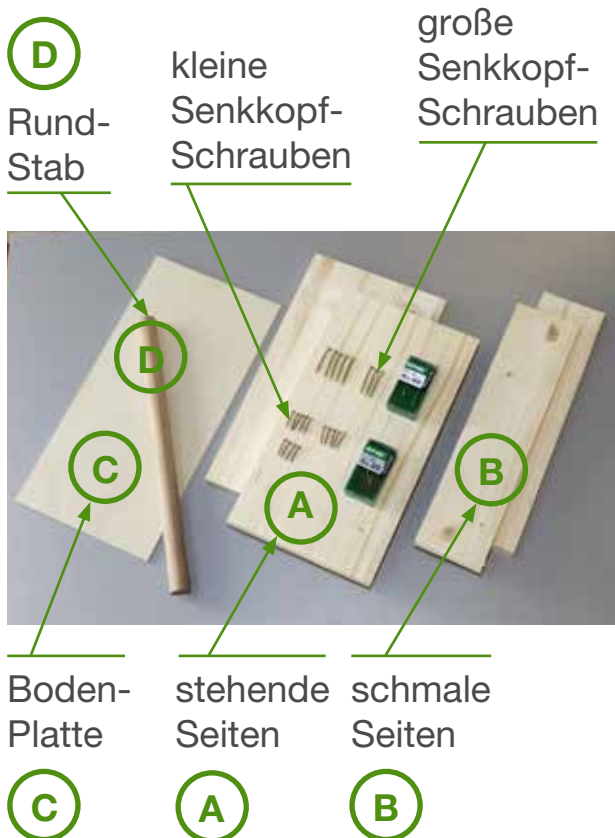 D
Rund-
Stab
kleine
Senkkopf-
Schrauben
große
Senkkopf-
Schrauben
D
C
A
B
Boden-
Platte
C
stehende
Seiten
A
schmale
Seiten
B